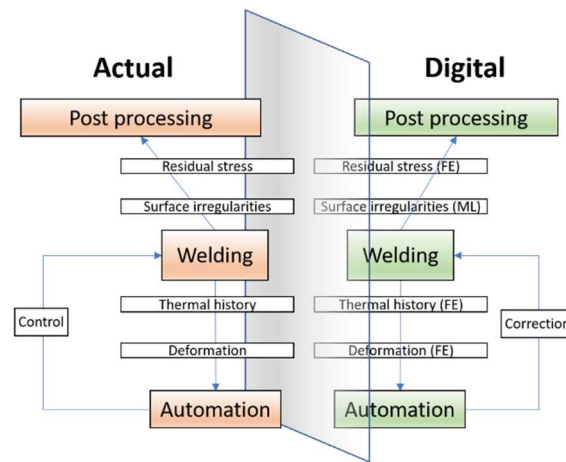 Actual
Digital
Post processing
Post processing
Residual stress
Residual stress (FE)
Surface irregularities
Surface irregularities (ML)
Welding
Welding
Thermal history
Thermal history (FE)
Control
Correction
Deformation
Deformation (FE)
Automation
Automation